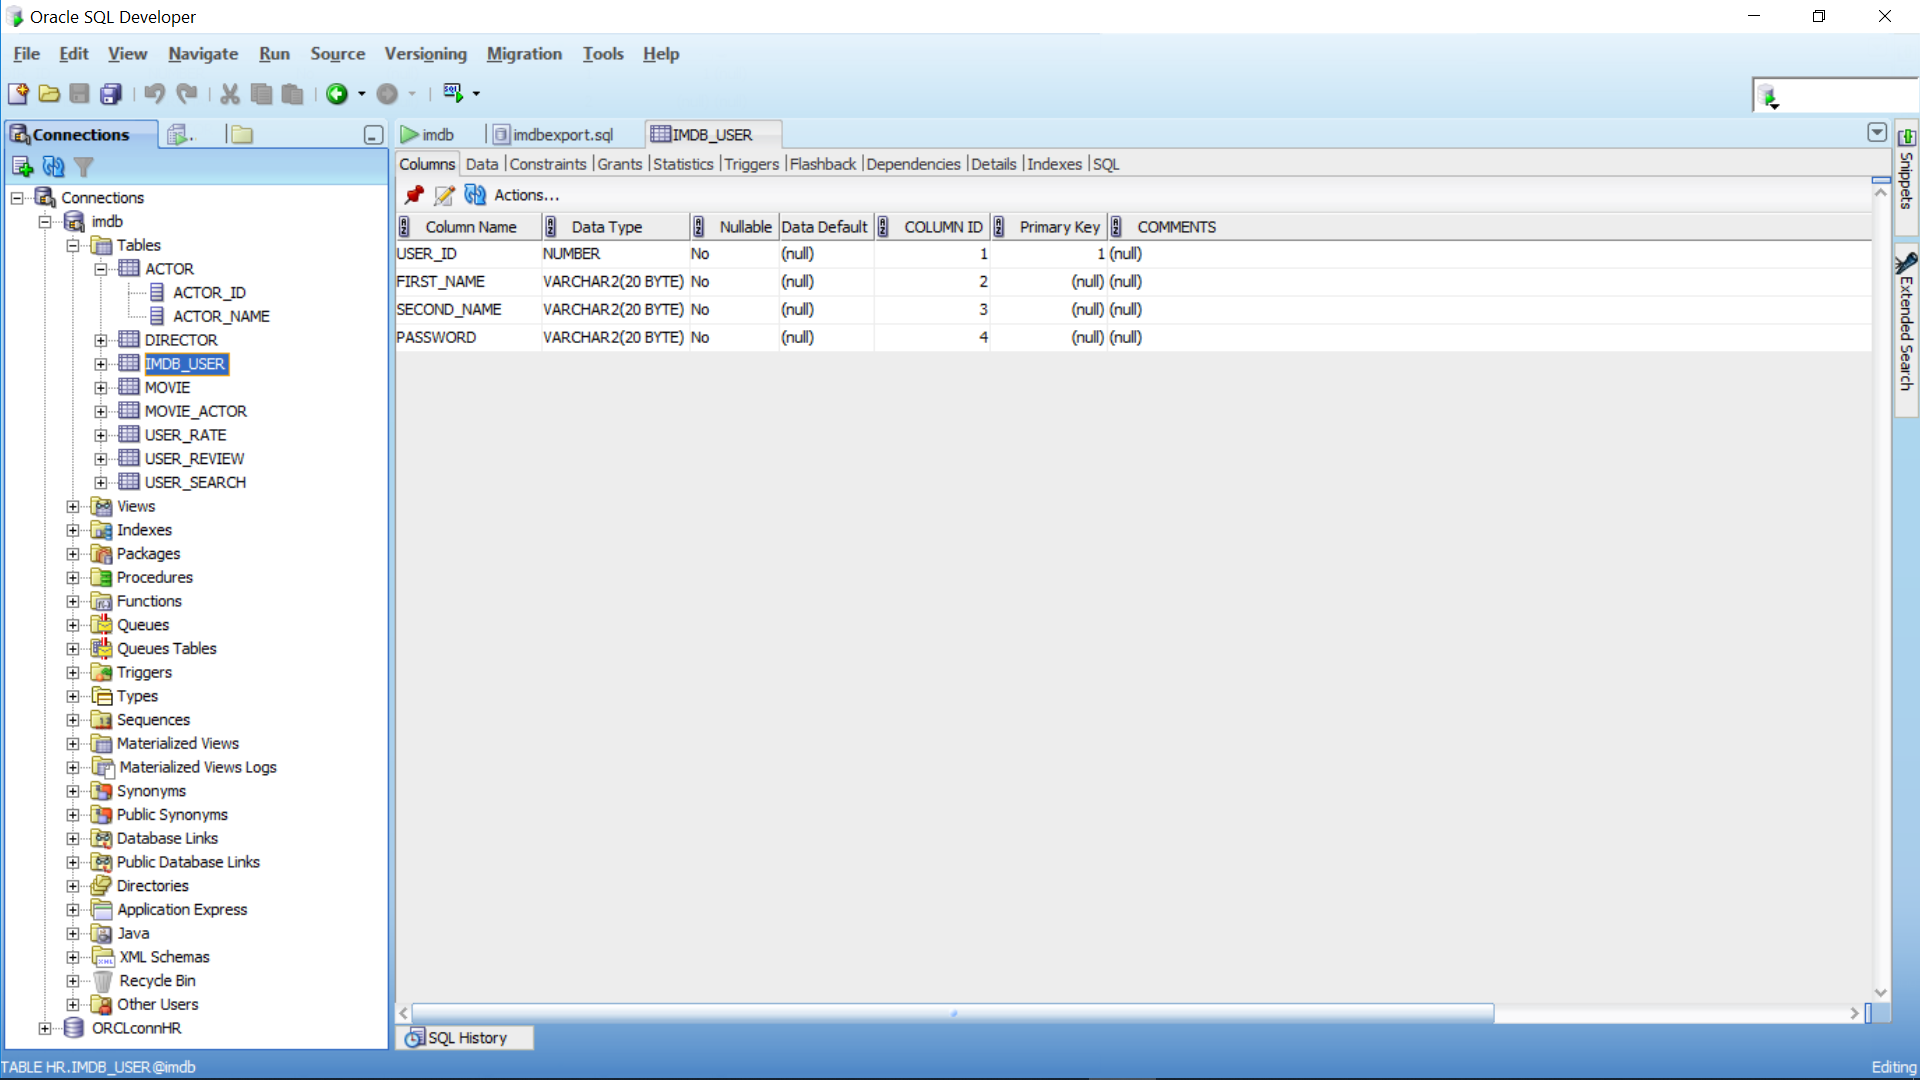 Oracle SQL Developer
File Edit View Navigate Run Source Versioning Migration Tools Help
Connections
imdb
imdbexport.sql
IMDB_USER
Columns Data Constraints Grants Statistics Triggers Flashback Dependencies Details Indexes SQL
Actions...
Column Name Data Type Nullable Data Default COLUMN ID Primary Key COMMENTS
USER_ID NUMBER No (null) 1 1 (null)
FIRST_NAME VARCHAR2(20 BYTE) No (null) 2 (null) (null)
SECOND_NAME VARCHAR2(20 BYTE) No (null) 3 (null) (null)
PASSWORD VARCHAR2(20 BYTE) No (null) 4 (null) (null)
Connections
imdb
Tables
ACTOR
ACTOR_ID
ACTOR_NAME
DIRECTOR
IMDB_USER
MOVIE
MOVIE_ACTOR
USER_RATE
USER_REVIEW
USER_SEARCH
Views
Indexes
Packages
Procedures
Functions
Queues
Queues Tables
Triggers
Types
Sequences
Materialized Views
Materialized Views Logs
Synonyms
Public Synonyms
Database Links
Public Database Links
Directories
Application Express
Java
XML Schemas
Recycle Bin
Other Users
ORCLconnHR
Snippets
Extended Search
SQL History
TABLE HR.IMDB_USER@imdb
Editing